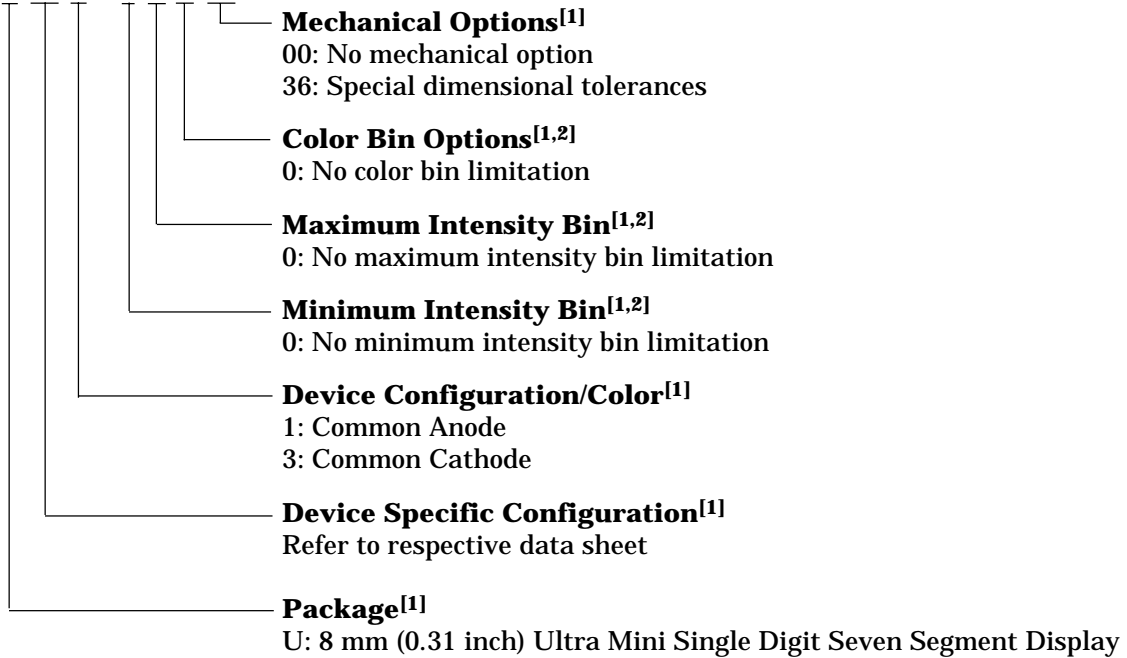 Mechanical Options[1]
00: No mechanical option
36: Special dimensional tolerances
Color Bin Options[1,2]
0: No color bin limitation
Maximum Intensity Bin[1,2]
0: No maximum intensity bin limitation
Minimum Intensity Bin[1,2]
0: No minimum intensity bin limitation
Device Configuration/Color[1]
1: Common Anode
3: Common Cathode
Device Specific Configuration[1]
Refer to respective data sheet
Package[1]
U: 8 mm (0.31 inch) Ultra Mini Single Digit Seven Segment Display